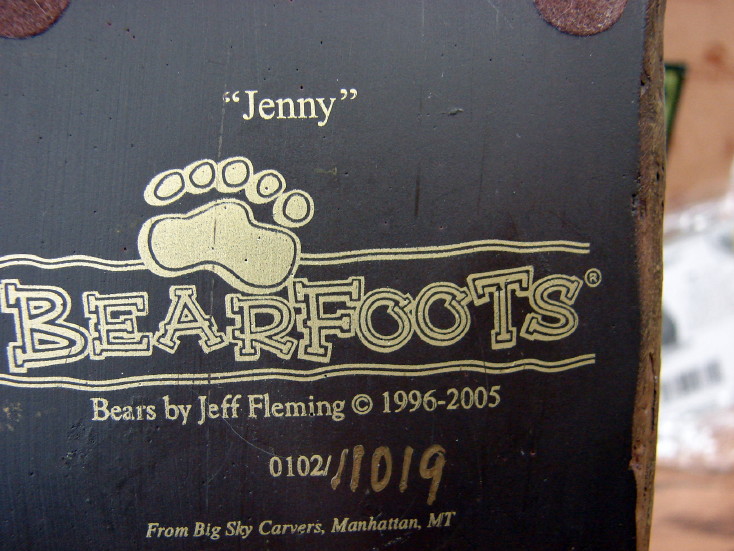 “Jenny”
BEARFOOTS®
Bears by Jeff Fleming © 1996-2005
0102/11019
From Big Sky Carvers, Manhattan, MT